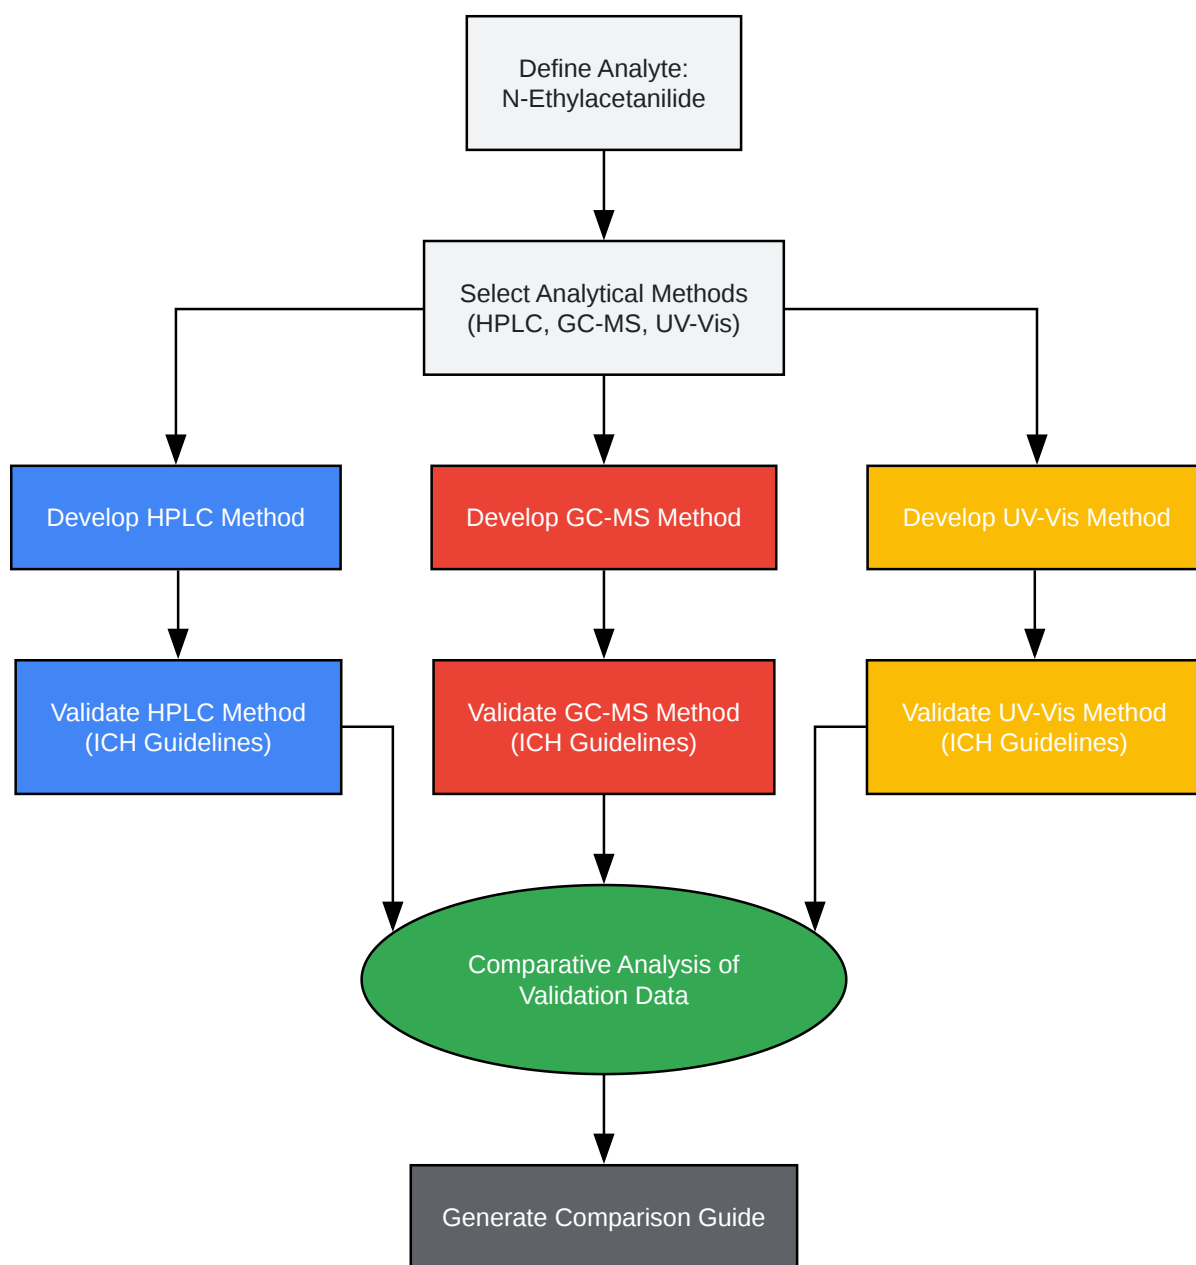 Define Analyte:
N-Ethylacetanilide
Select Analytical Methods
(HPLC, GC-MS, UV-Vis)
Develop HPLC Method
Develop GC-MS Method
Develop UV-Vis Method
Validate HPLC Method
(ICH Guidelines)
Validate GC-MS Method
(ICH Guidelines)
Validate UV-Vis Method
(ICH Guidelines)
Comparative Analysis of
Validation Data
Generate Comparison Guide